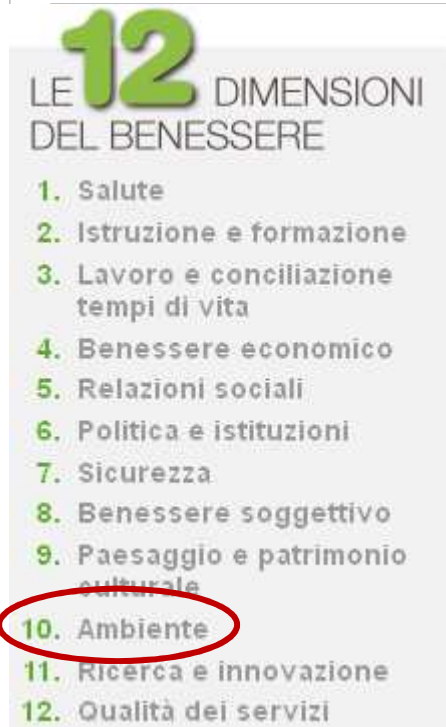 LE 12 DIMENSIONI
DEL BENESSERE
1. Salute
2. Istruzione e formazione
3. Lavoro e conciliazione
tempi di vita
4. Benessere economico
5. Relazioni sociali
6. Politica e istituzioni
7. Sicurezza
8. Benessere soggettivo
9. Paesaggio e patrimonio
culturale
10. Ambiente
11. Ricerca e innovazione
12. Qualità dei servizi